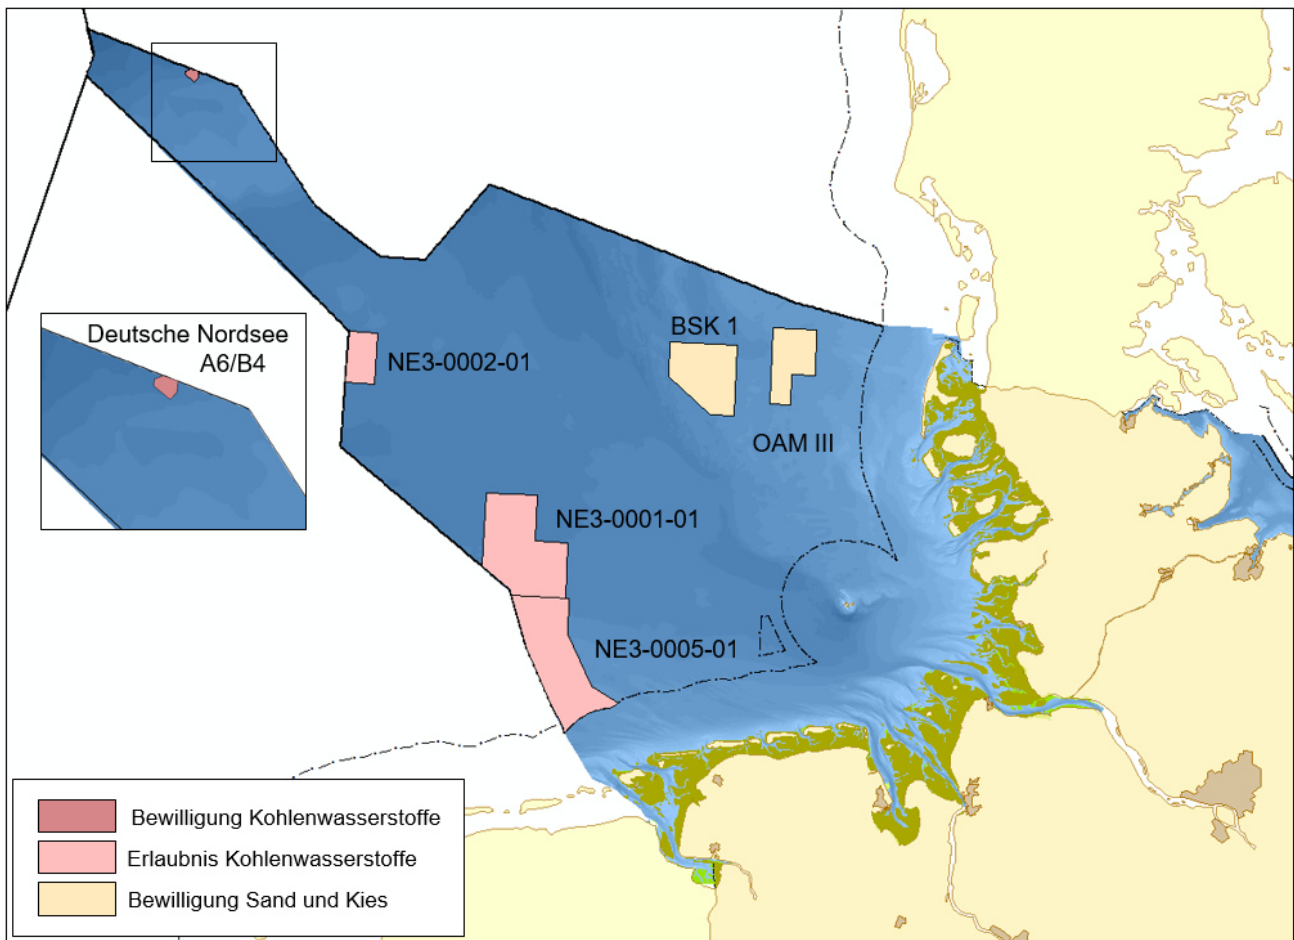 BSK 1
Deutsche Nordsee
A6/B4
NE3-0002-01
OAM III
NE3-0001-01
NE3-0005-01
Bewilligung Kohlenwasserstoffe
Erlaubnis Kohlenwasserstoffe
Bewilligung Sand und Kies